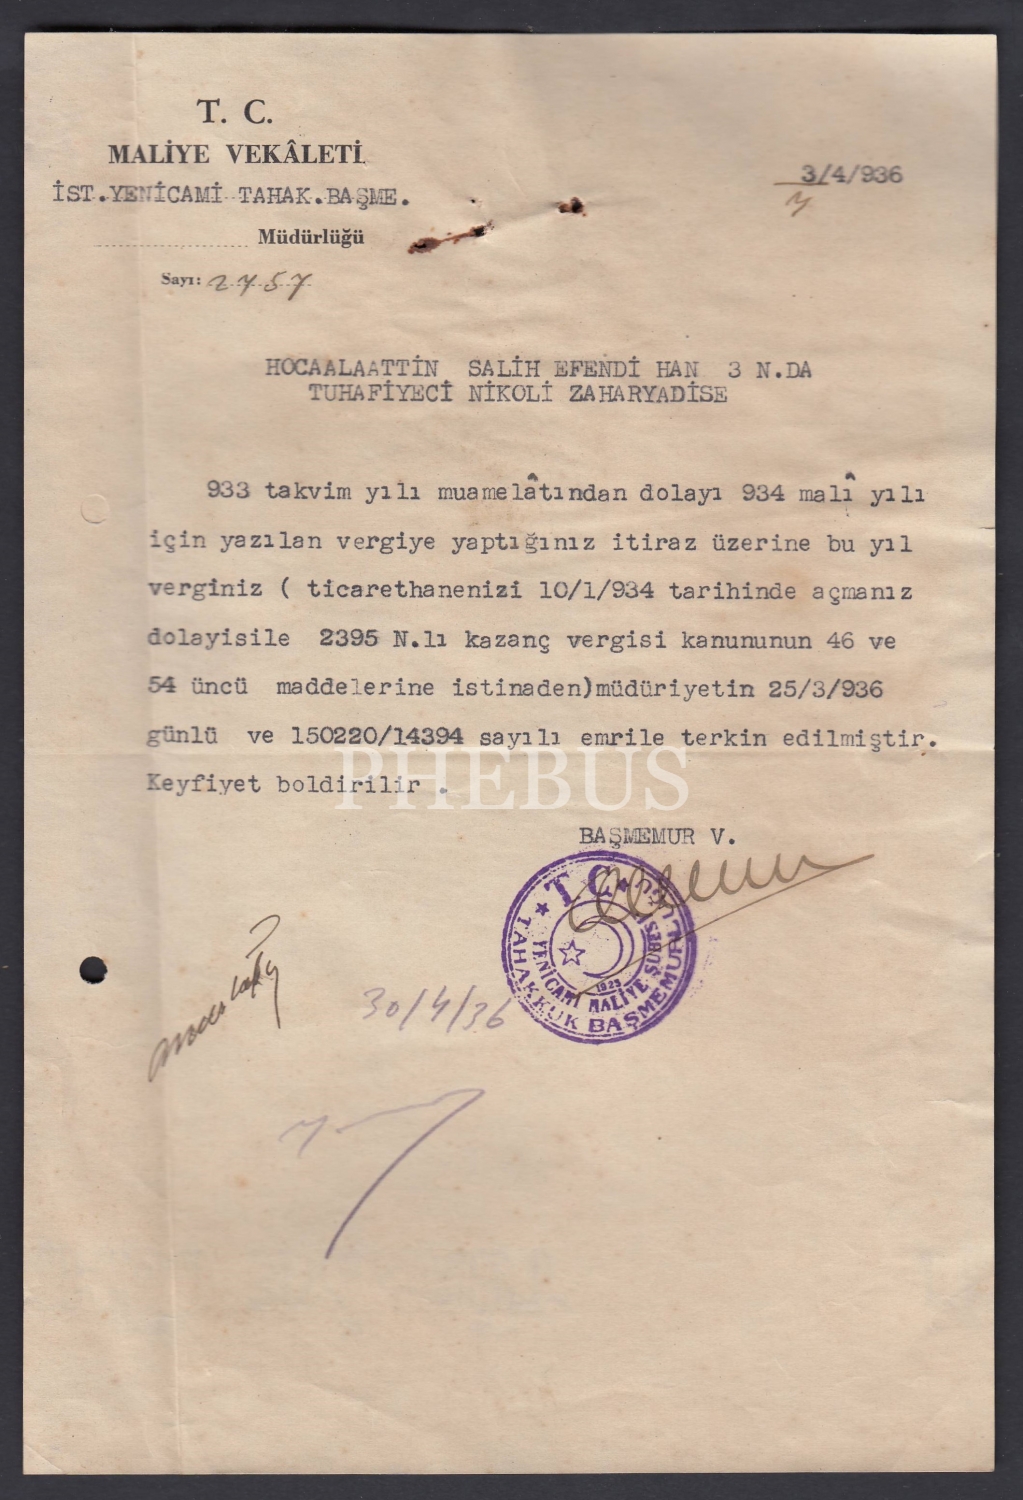 T. C.
MALİYE VEKÂLETİ
İST.YENİCAMİ TAHAK.BAŞME.
Müdürlüğü
Sayı: 2757
3/4/936
HOCAALAATTİN SALİH EFENDİ HAN 3 N.DA
TUHAFİYECİ NİKOLİ ZAHARYADİSE
933 takvim yılı muamelâtından dolayı 934 malî yılı
için yazılan vergiye yaptığınız itiraz üzerine bu yıl
verginiz ( ticarethanenizi 10/1/934 tarihinde açmanız
dolayisile 2395 N.lı kazanç vergisi kanununun 46 ve
54 üncü maddelerine istinaden)müdüriyetin 25/3/936
günlü ve 150220/14394 sayılı emrile terkin edilmiştir.
Keyfiyet boldirilir .
PHEBUS
BAŞMEMUR V.
T C
YENİCAMİ MALİYE ŞUBESİ
1929
TAHAKKUK BAŞMEMURLUĞU
30/4/36